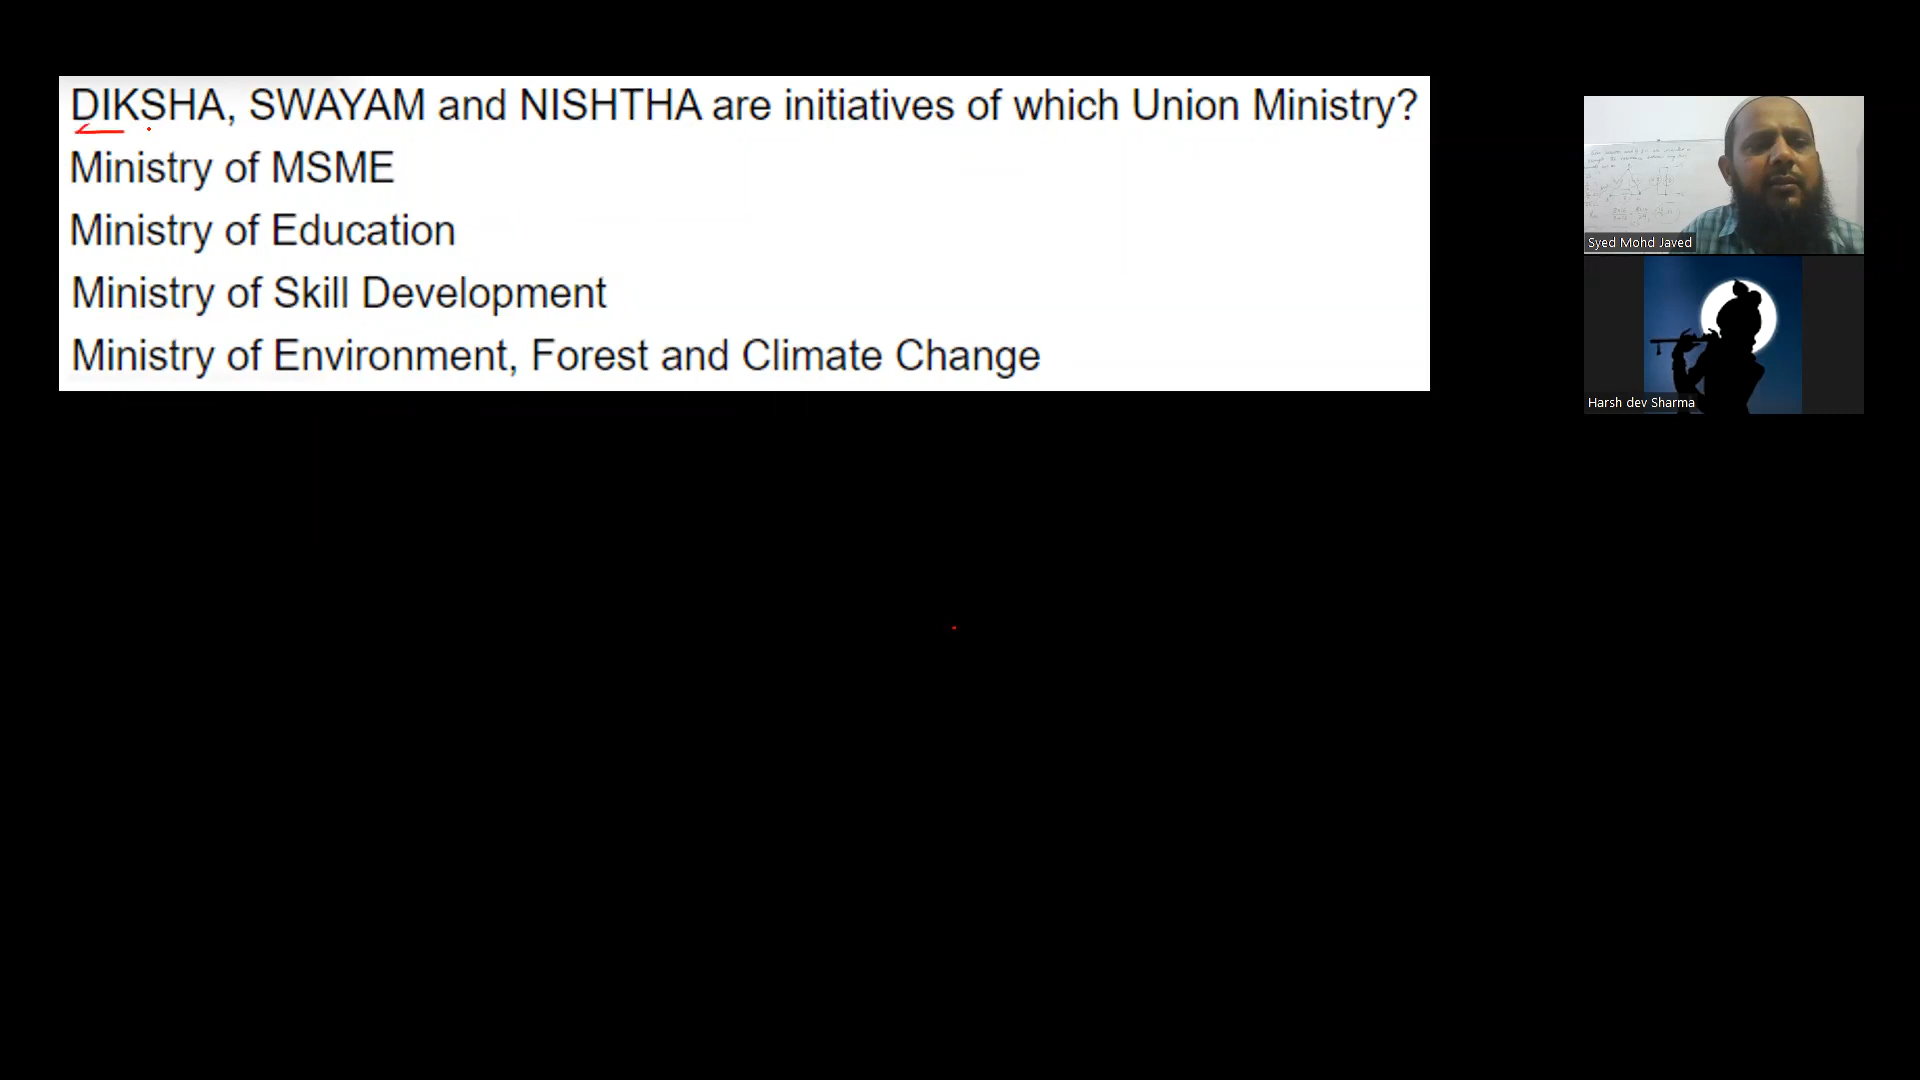 DIKSHA, SWAYAM and NISHTHA are initiatives of which Union Ministry?
Ministry of MSME
Ministry of Education
Ministry of Skill Development
Ministry of Environment, Forest and Climate Change
Syed Mohd Javed
Harsh dev Sharma